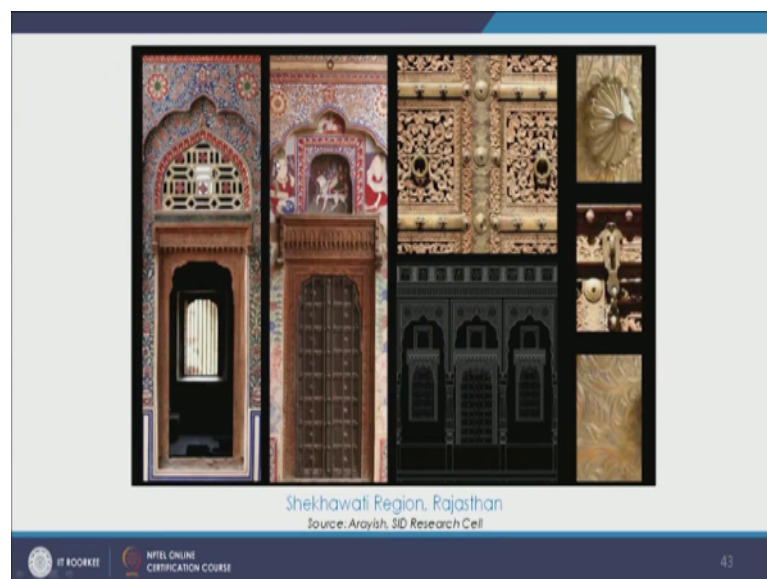 Shekhawati Region, Rajasthan
Source: Arayish, SID Research Cell
IIT ROORKEE
NPTEL ONLINE
CERTIFICATION COURSE
43